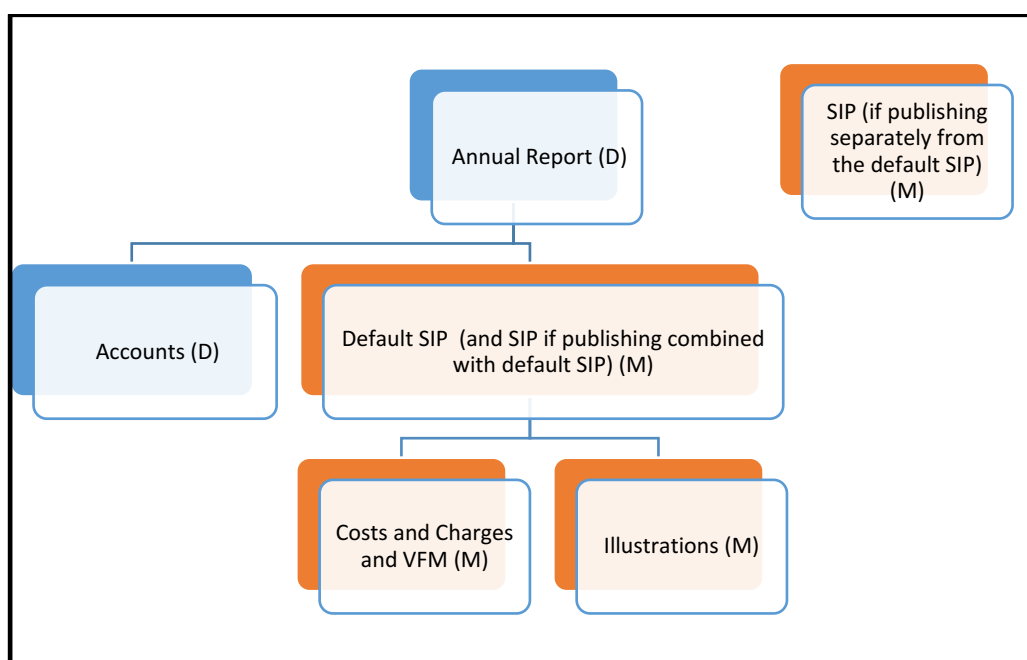 Annual Report (D)
SIP (if publishing
separately from
the default SIP)
(M)
Accounts (D)
Default SIP  (and SIP if publishing combined
with default SIP) (M)
Costs and Charges
and VFM (M)
Illustrations (M)